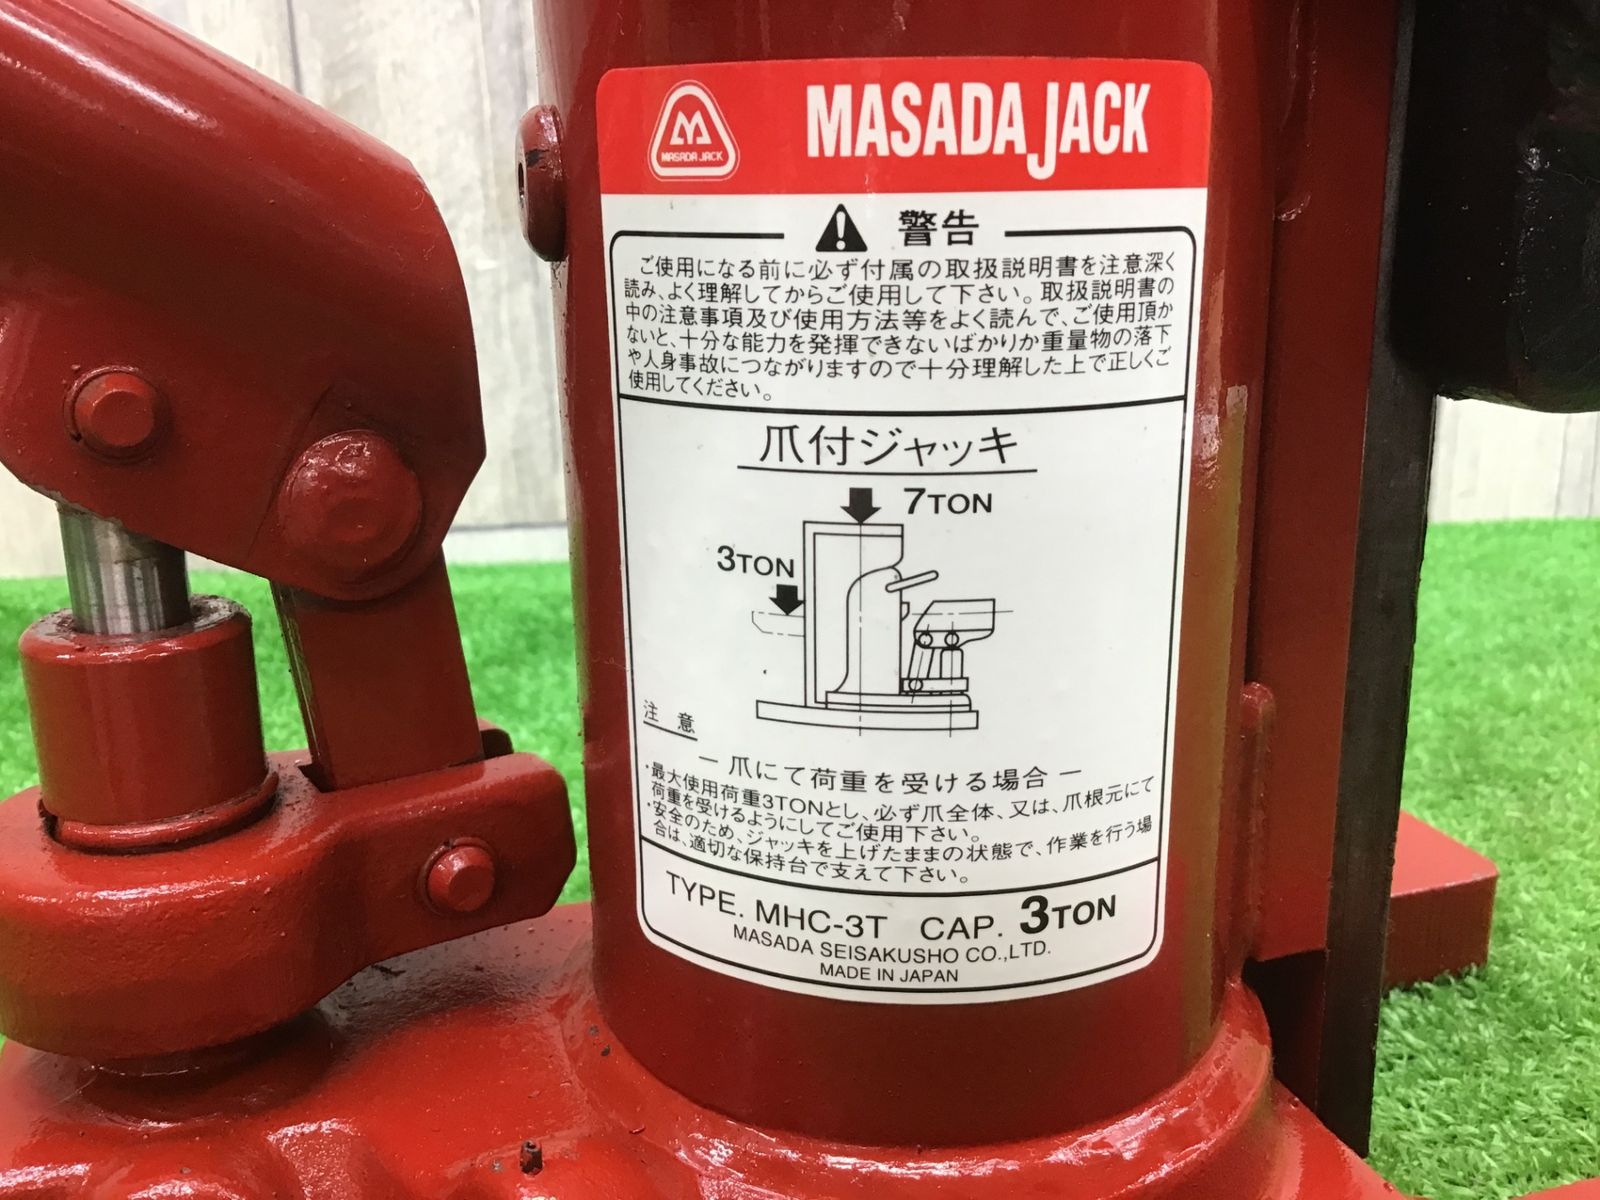 MASADA JACK
MASADA JACK
警告
ご使用になる前に必ず付属の取扱説明書を注意深く
読み、よく理解してからご使用して下さい。取扱説明書の
中の注意事項及び使用方法等をよく読んで、ご使用頂か
ないと、十分な能力を発揮できないばかりか重量物の落下
や人身事故につながりますので十分理解した上で正しくご
使用してください。
爪付ジャッキ
7TON
3TON
注意
－爪にて荷重を受ける場合－
・最大使用荷重3TONとし、必ず爪全体、又は、爪根元にて
荷重を受けるようにしてご使用下さい。
・安全のため、ジャッキを上げたままの状態で、作業を行う場
合は、適切な保持台で支えて下さい。
TYPE. MHC-3T CAP. 3TON
MASADA SEISAKUSHO CO.,LTD.
MADE IN JAPAN